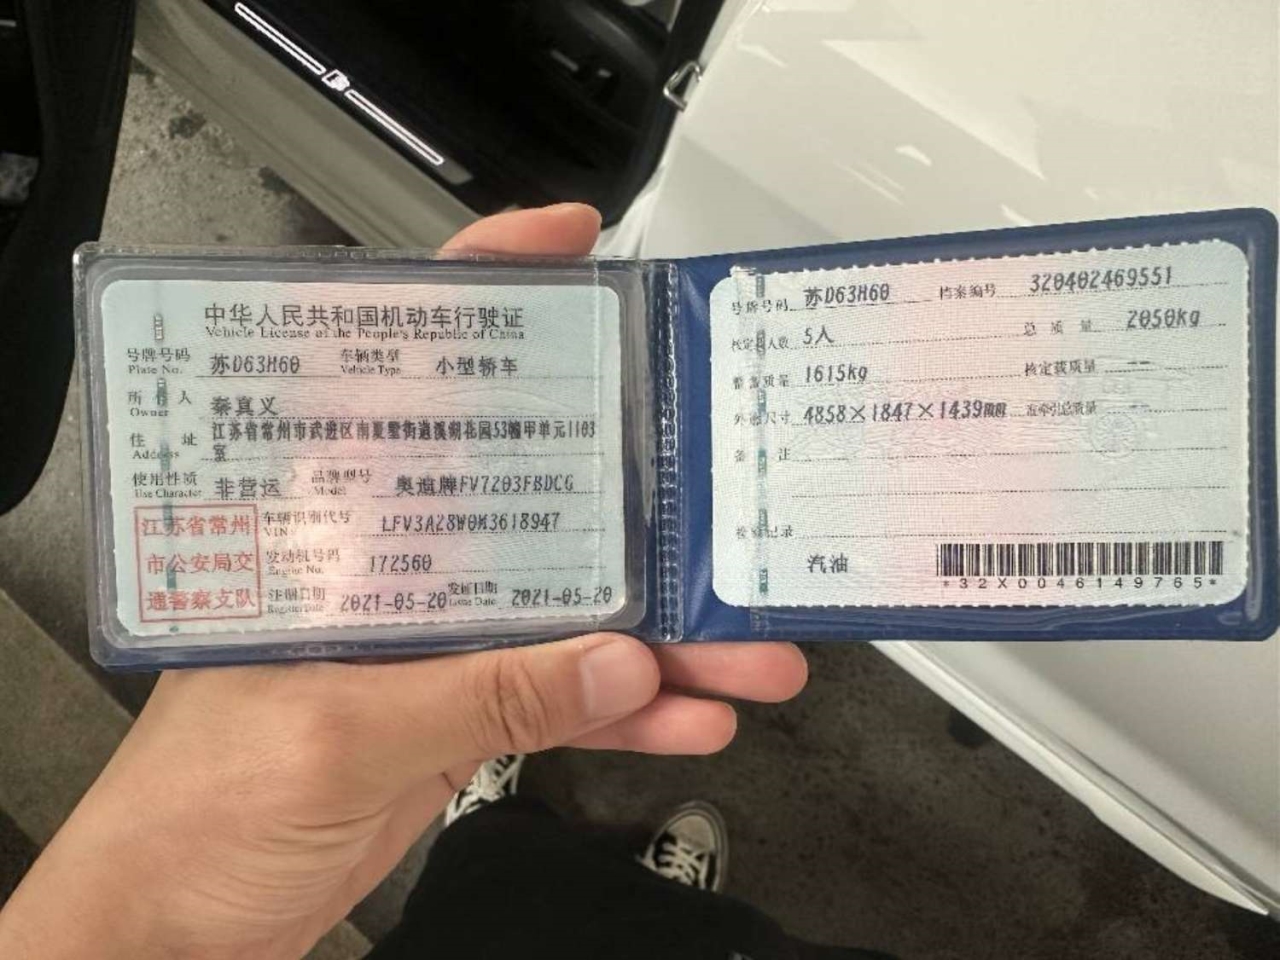 中华人民共和国机动车行驶证
Vehicle License of the People's Republic of China
号牌号码 苏D63H60 车辆类型 小型轿车
Plate No. Vehicle Type
所有人 秦真义
Owner
住址 江苏省常州市武进区南夏墅街道溪湖花园53幢甲单元1103
Address 室
使用性质 非营运 品牌型号 奥迪牌FV7203FBDCG
Use Character Model
江苏省常州
市公安局交
通警察支队
车辆识别代号 LFV3A28W0M3618947
VIN
发动机号码 172560
Engine No.
注册日期 2021-05-20 发证日期 2021-05-20
Register Date Issue Date
号牌号码 苏D63H60 档案编号 320402469551
核定载人数 5人 总质量 2050kg
整备质量 1615kg 核定载质量 --
外廓尺寸 4858×1847×1439mm 准牵引总质量 --
备注
检验记录
汽油
*32X0046149765*